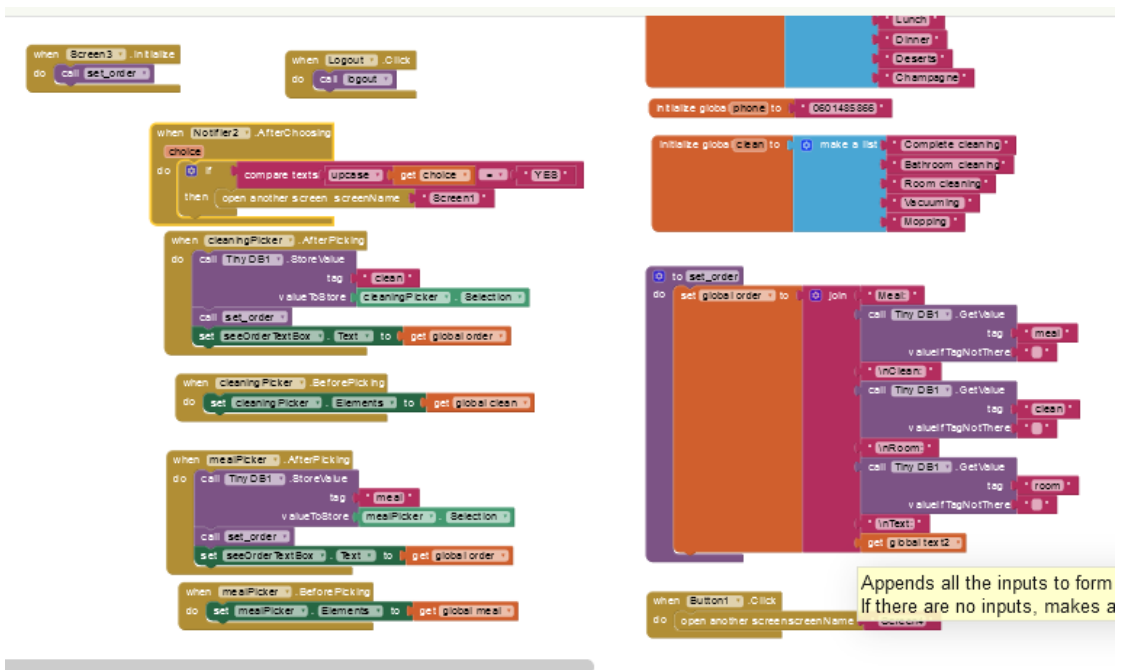 when Screen3 .Initialize
do call set_order
when Logout .Click
do call logout
when Notifier2 .AfterChoosing
choice
do if compare texts upcase get choice = " YES "
then open another screen screenName " Screen1 "
when cleaningPicker .AfterPicking
do call TinyDB1 .StoreValue
tag " clean "
valueToStore cleaningPicker . Selection
call set_order
set seeOrderTextBox . Text to get global order
when cleaningPicker .BeforePicking
do set cleaningPicker . Elements to get global clean
when mealPicker .AfterPicking
do call TinyDB1 .StoreValue
tag " meal "
valueToStore mealPicker . Selection
call set_order
set seeOrderTextBox . Text to get global order
when mealPicker .BeforePicking
do set mealPicker . Elements to get global meal
" Lunch "
" Dinner "
" Deserts "
" Champagne "
initialize global phone to " 0601485866 "
initialize global clean to make a list " Complete cleaning "
" Bathroom cleaning "
" Room cleaning "
" Vacuuming "
" Mopping "
to set_order
do set global order to join " Meal: "
call TinyDB1 .GetValue
tag " meal "
valueIfTagNotThere " "
" \nClean: "
call TinyDB1 .GetValue
tag " clean "
valueIfTagNotThere " "
" \nRoom: "
call TinyDB1 .GetValue
tag " room "
valueIfTagNotThere " "
" \nText: "
get global text2
Appends all the inputs to form
If there are no inputs, makes a
when Button1 .Click
do open another screen screenName